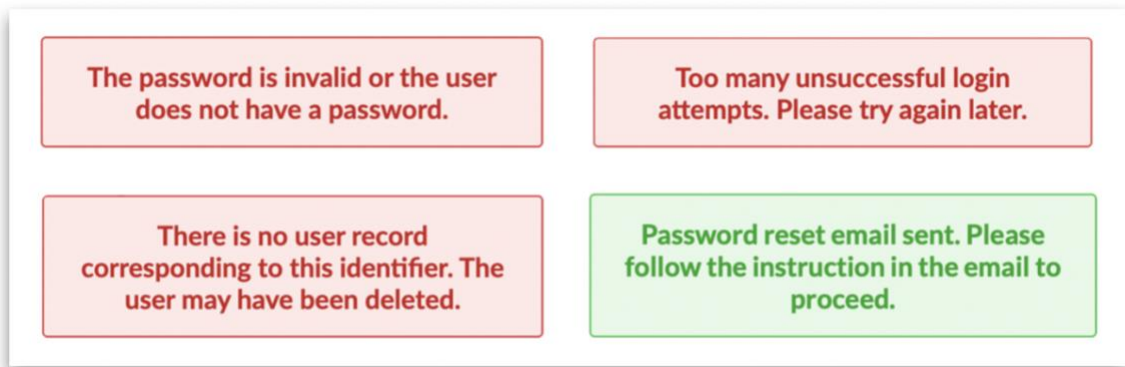 The password is invalid or the user
does not have a password.
Too many unsuccessful login
attempts. Please try again later.
There is no user record
corresponding to this identifier. The
user may have been deleted.
Password reset email sent. Please
follow the instruction in the email to
proceed.